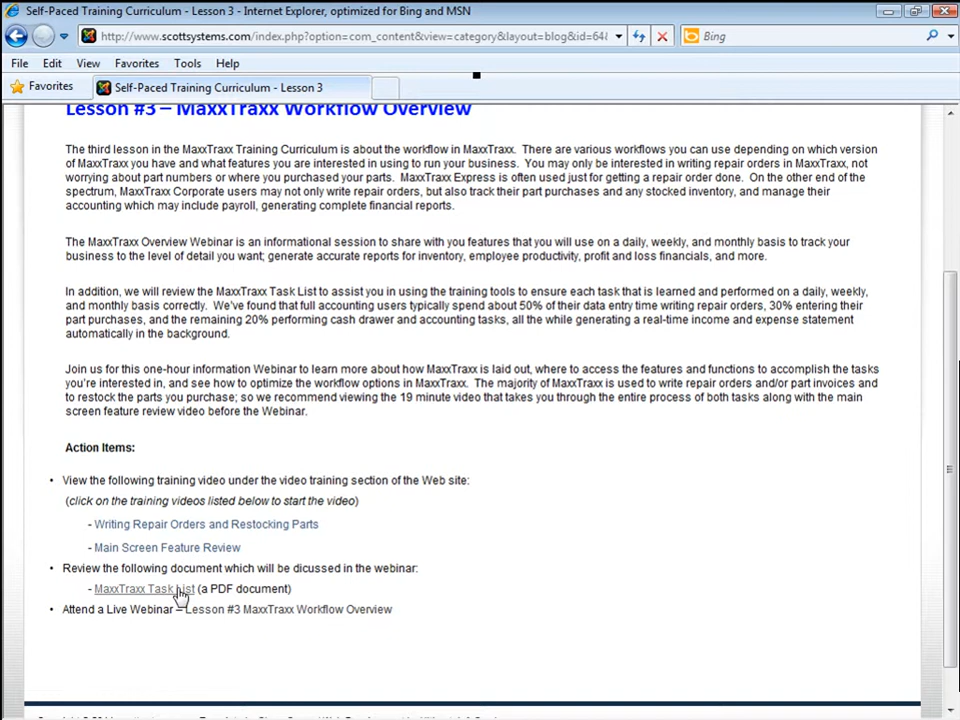 Self-Paced Training Curriculum - Lesson 3 - Internet Explorer, optimized for Bing and MSN
http://www.scottsystems.com/index.php?option=com_content&view=category&layout=blog&id=64&
Bing
File Edit View Favorites Tools Help
Favorites
Self-Paced Training Curriculum - Lesson 3
Lesson #3 – MaxxTraxx Workflow Overview
The third lesson in the MaxxTraxx Training Curriculum is about the workflow in MaxxTraxx. There are various workflows you can use depending on which version
of MaxxTraxx you have and what features you are interested in using to run your business. You may only be interested in writing repair orders in MaxxTraxx, not
worrying about part numbers or where you purchased your parts. MaxxTraxx Express is often used just for getting a repair order done. On the other end of the
spectrum, MaxxTraxx Corporate users may not only write repair orders, but also track their part purchases and any stocked inventory, and manage their
accounting which may include payroll, generating complete financial reports.
The MaxxTraxx Overview Webinar is an informational session to share with you features that you will use on a daily, weekly, and monthly basis to track your
business to the level of detail you want; generate accurate reports for inventory, employee productivity, profit and loss financials, and more.
In addition, we will review the MaxxTraxx Task List to assist you in using the training tools to ensure each task that is learned and performed on a daily, weekly,
and monthly basis correctly. We've found that full accounting users typically spend about 50% of their data entry time writing repair orders, 30% entering their
part purchases, and the remaining 20% performing cash drawer and accounting tasks, all the while generating a real-time income and expense statement
automatically in the background.
Join us for this one-hour information Webinar to learn more about how MaxxTraxx is laid out, where to access the features and functions to accomplish the tasks
you're interested in, and see how to optimize the workflow options in MaxxTraxx. The majority of MaxxTraxx is used to write repair orders and/or part invoices and
to restock the parts you purchase; so we recommend viewing the 19 minute video that takes you through the entire process of both tasks along with the main
screen feature review video before the Webinar.
Action Items:
• View the following training video under the video training section of the Web site:
(click on the training videos listed below to start the video)
- Writing Repair Orders and Restocking Parts
- Main Screen Feature Review
• Review the following document which will be dicussed in the webinar:
- MaxxTraxx Task List (a PDF document)
• Attend a Live Webinar – Lesson #3 MaxxTraxx Workflow Overview